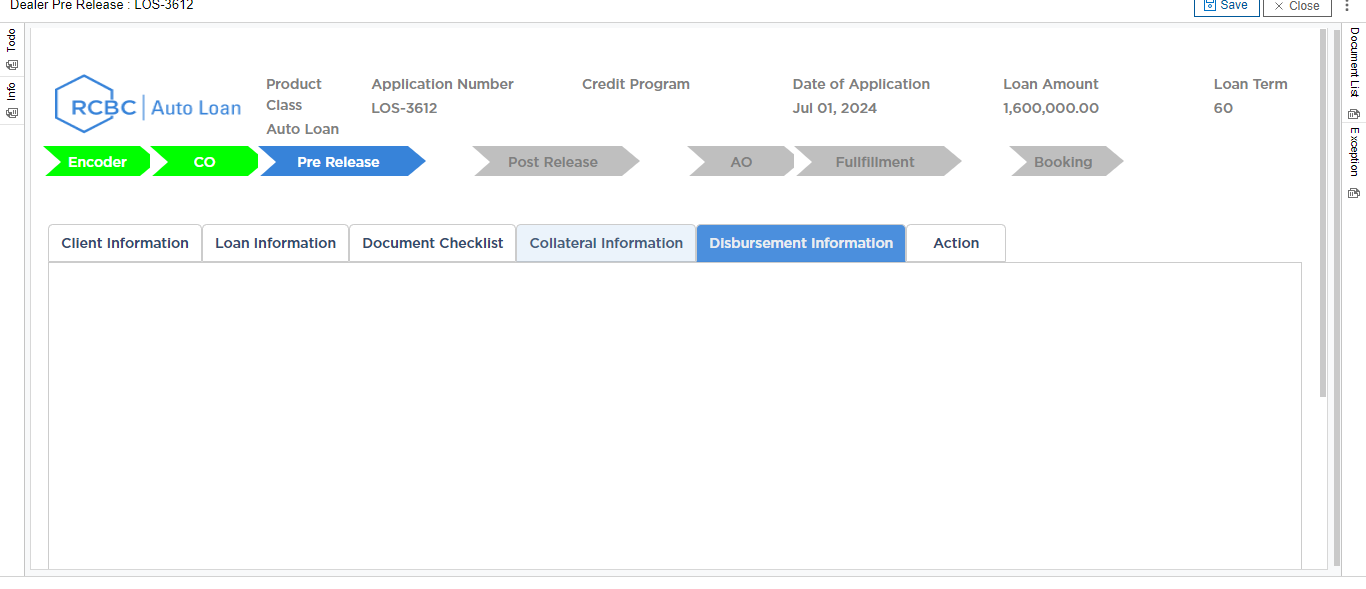 Dealer Pre Release : LOS-3612
Save
Close
Todo
Info
Document List
Exception
RCBC | Auto Loan
Product Class
Auto Loan
Application Number
LOS-3612
Credit Program
Date of Application
Jul 01, 2024
Loan Amount
1,600,000.00
Loan Term
60
Encoder
CO
Pre Release
Post Release
AO
Fullfillment
Booking
Client Information
Loan Information
Document Checklist
Collateral Information
Disbursement Information
Action